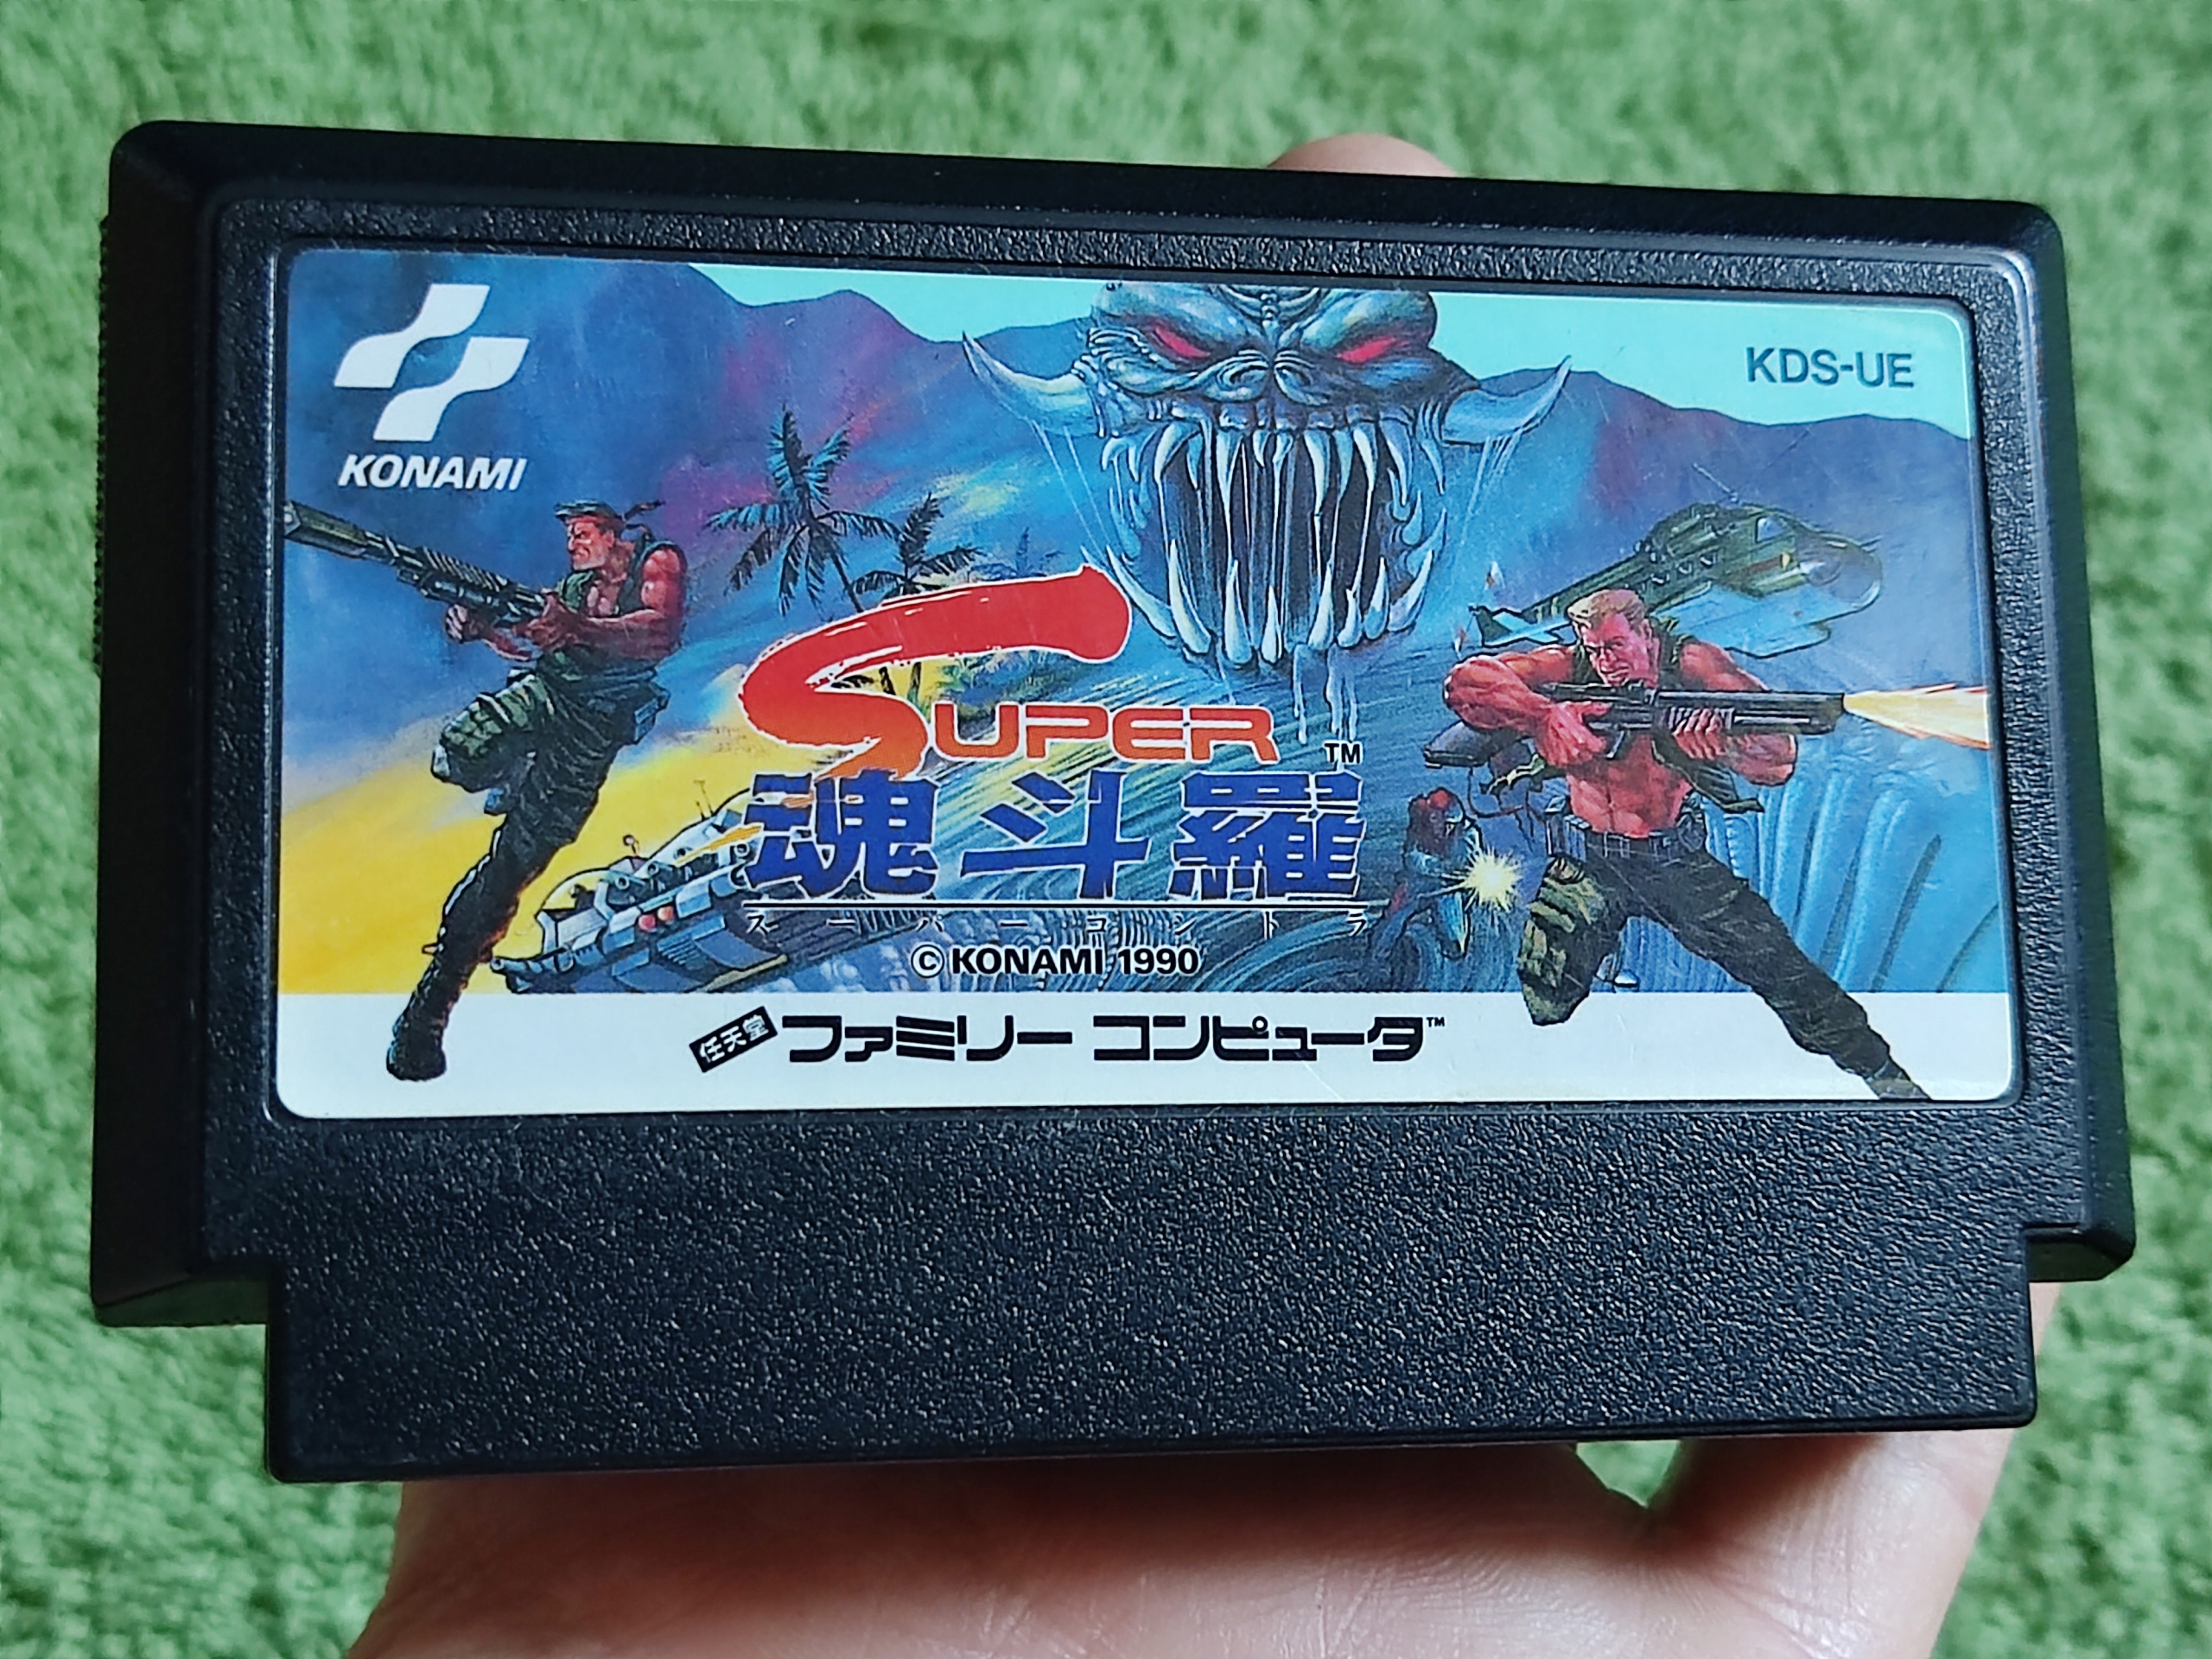 KONAMI
KDS-UE
SUPER™
魂斗羅
スーパーコントラ
©KONAMI 1990
任天堂 ファミリー コンピュータ™